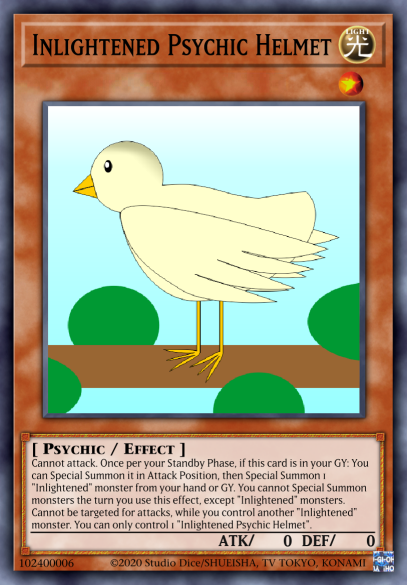 INLIGHTENED PSYCHIC HELMET
LIGHT
光
[ PSYCHIC / EFFECT ]
Cannot attack. Once per your Standby Phase, if this card is in your GY: You
can Special Summon it in Attack Position, then Special Summon 1
"Inlightened" monster from your hand or GY. You cannot Special Summon
monsters the turn you use this effect, except "Inlightened" monsters.
Cannot be targeted for attacks, while you control another "Inlightened"
monster. You can only control 1 "Inlightened Psychic Helmet".
ATK/ 0 DEF/ 0
102400006 ©2020 Studio Dice/SHUEISHA, TV TOKYO, KONAMI